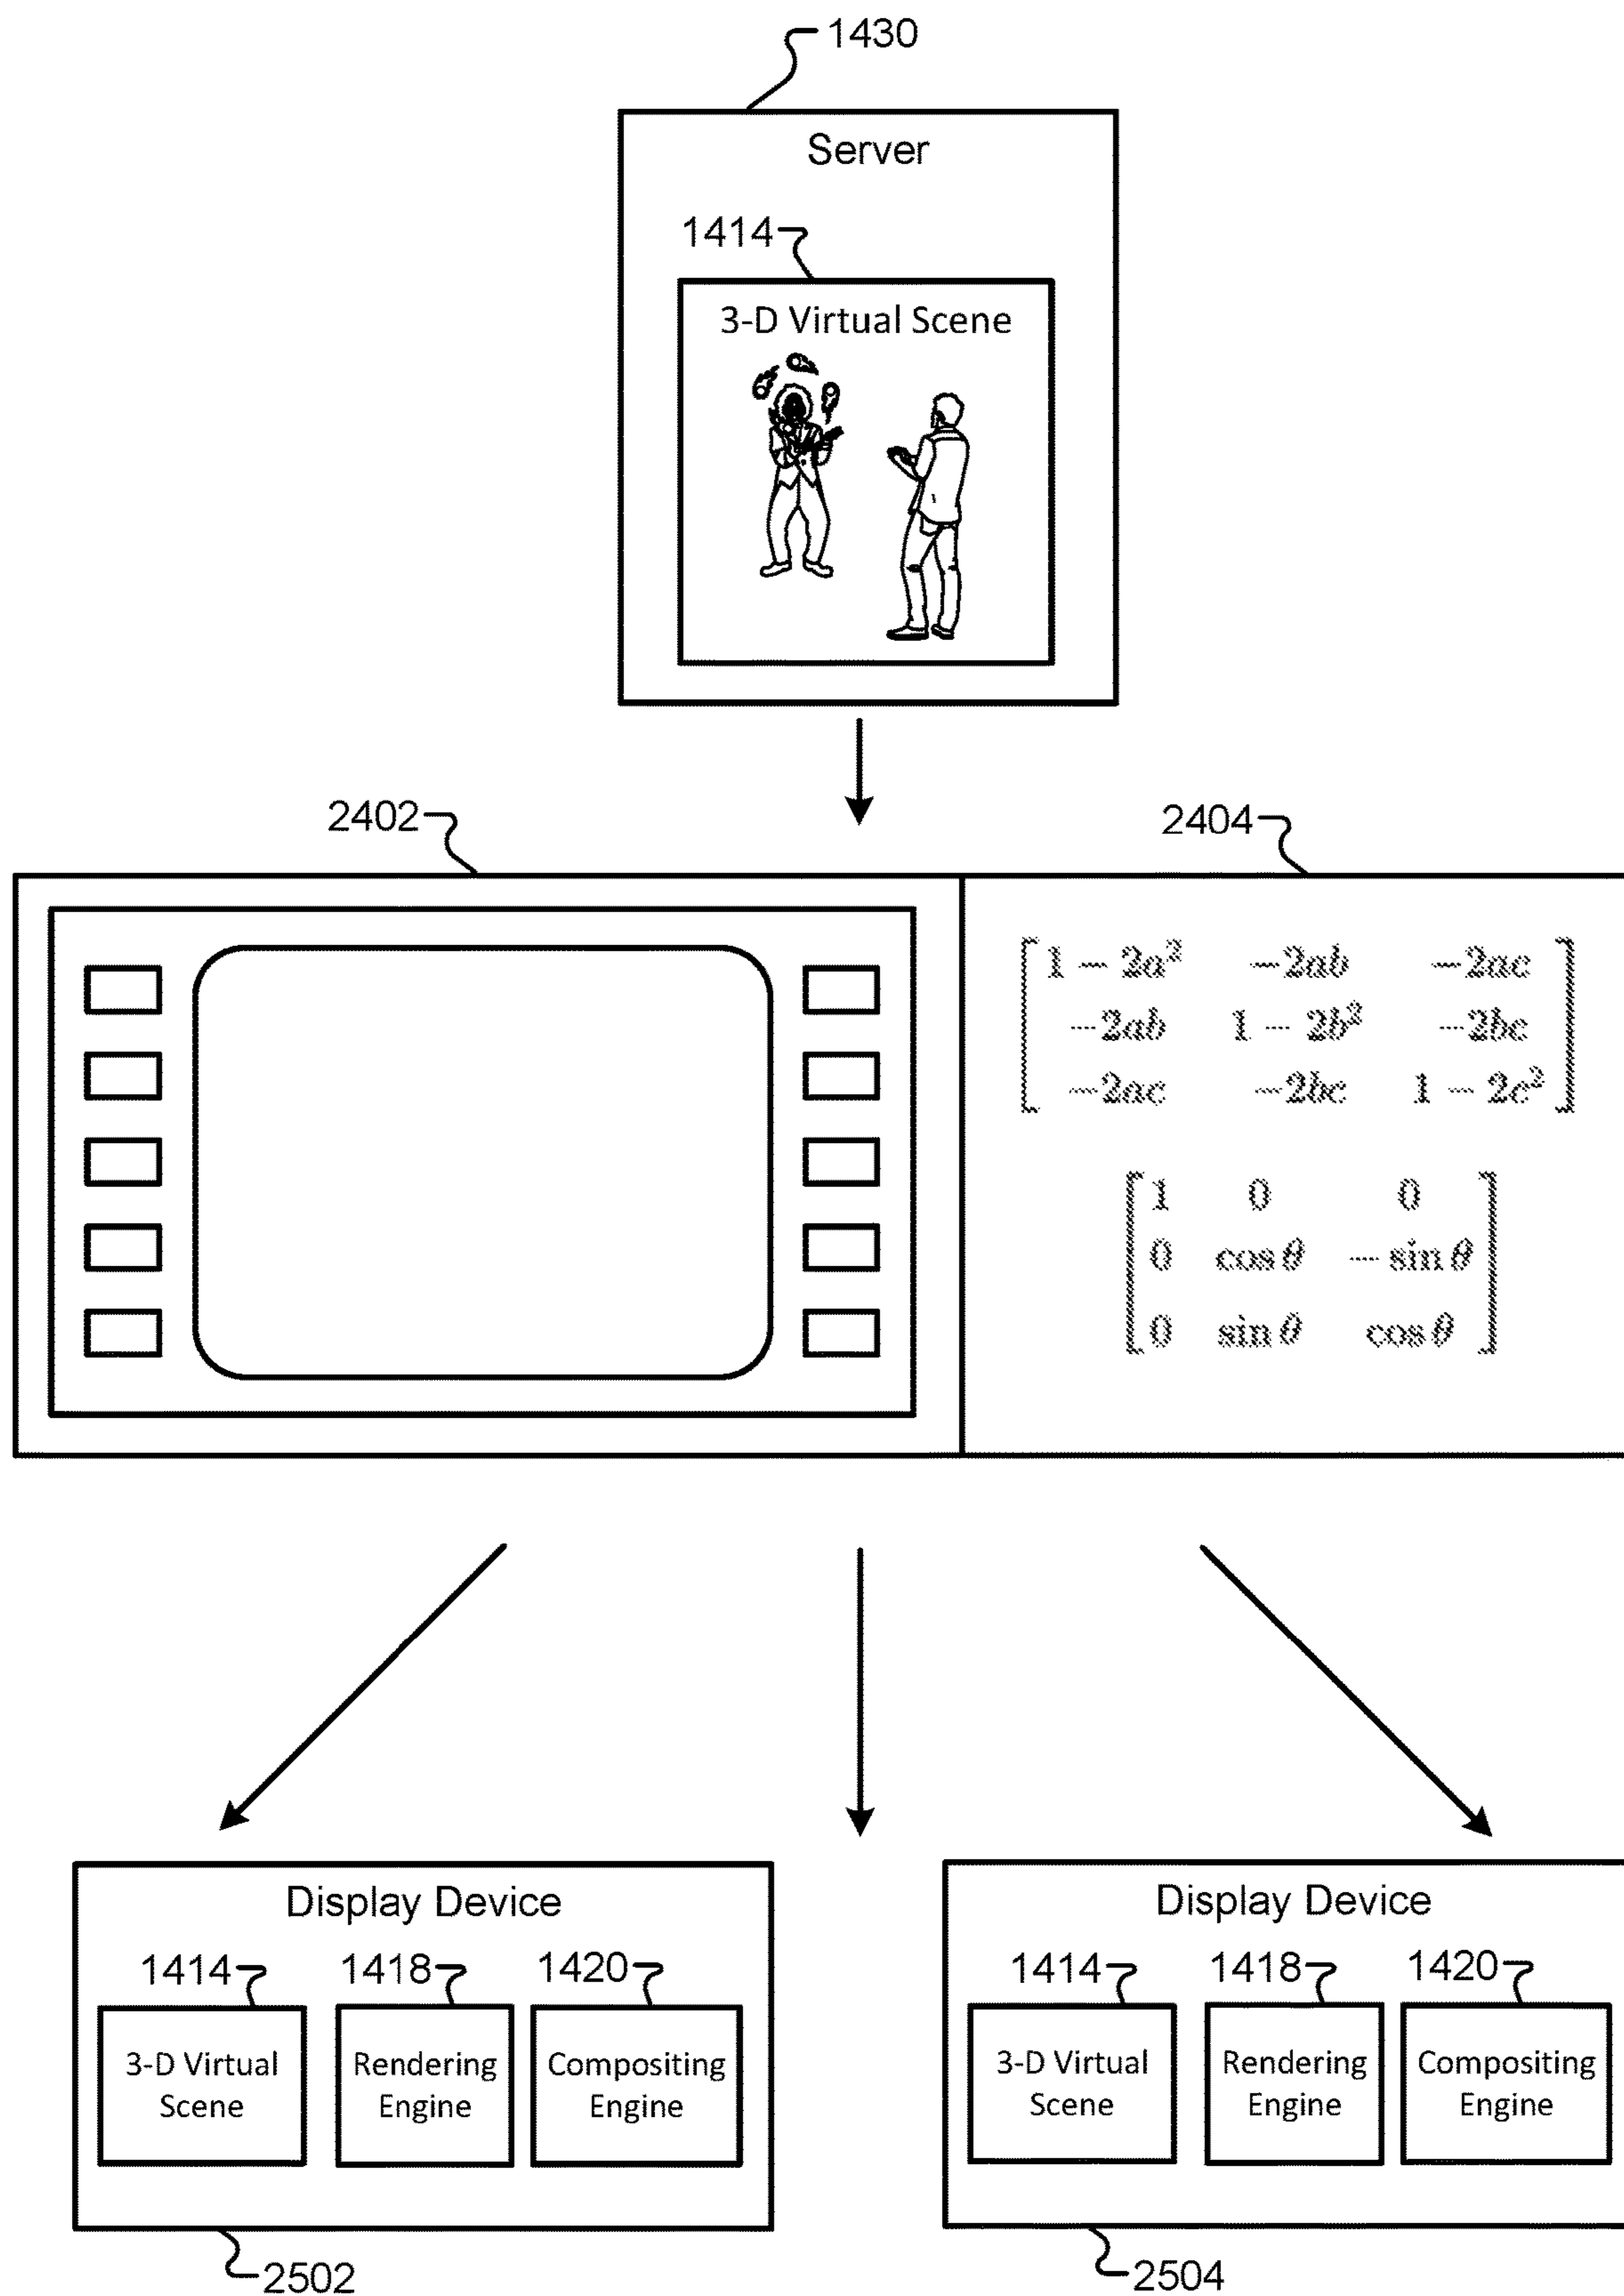 1430
Server
1414
3-D Virtual Scene
2402
2404
1 – 2a² –2ab –2ac
–2ab 1 – 2b² –2bc
–2ac –2bc 1 – 2c²
1 0 0
0 cos θ – sin θ
0 sin θ cos θ
Display Device
1414 1418 1420
3-D Virtual Scene
Rendering Engine
Compositing Engine
2502
Display Device
1414 1418 1420
3-D Virtual Scene
Rendering Engine
Compositing Engine
2504